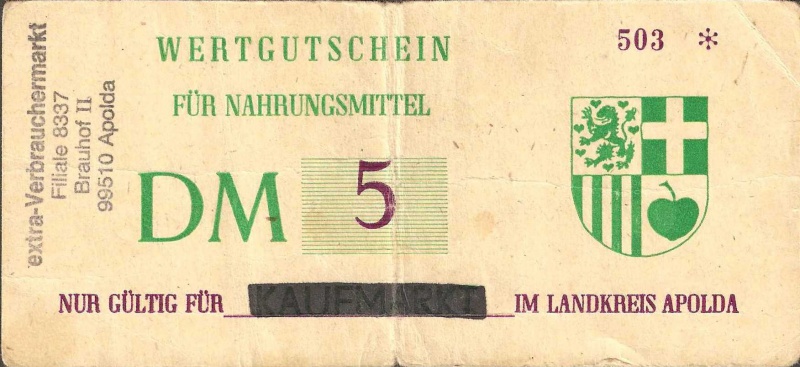 WERTGUTSCHEIN
503 *
FÜR NAHRUNGSMITTEL
DM 5
NUR GÜLTIG FÜR KAUFMARKT IM LANDKREIS APOLDA
extra-Verbrauchermarkt
Filiale 8337
Brauhof II
99510 Apolda